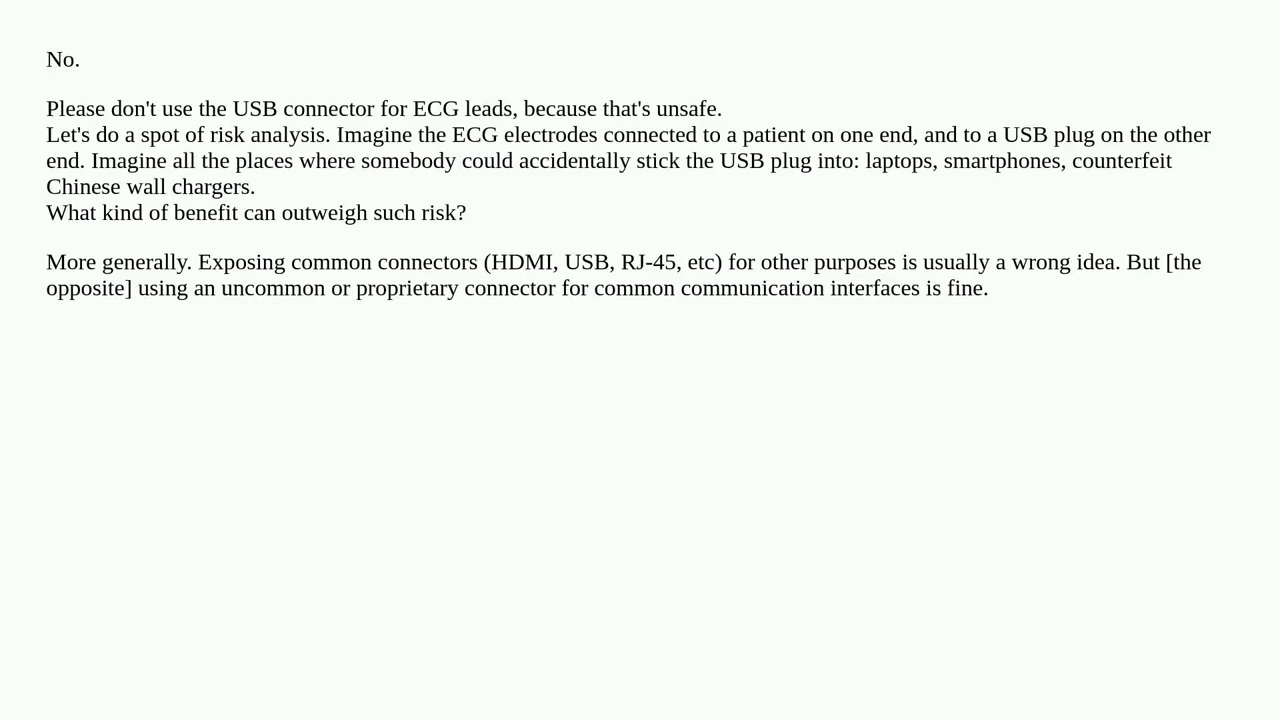 No.
Please don't use the USB connector for ECG leads, because that's unsafe.
Let's do a spot of risk analysis. Imagine the ECG electrodes connected to a patient on one end, and to a USB plug on the other
end. Imagine all the places where somebody could accidentally stick the USB plug into: laptops, smartphones, counterfeit
Chinese wall chargers.
What kind of benefit can outweigh such risk?
More generally. Exposing common connectors (HDMI, USB, RJ-45, etc) for other purposes is usually a wrong idea. But [the
opposite] using an uncommon or proprietary connector for common communication interfaces is fine.